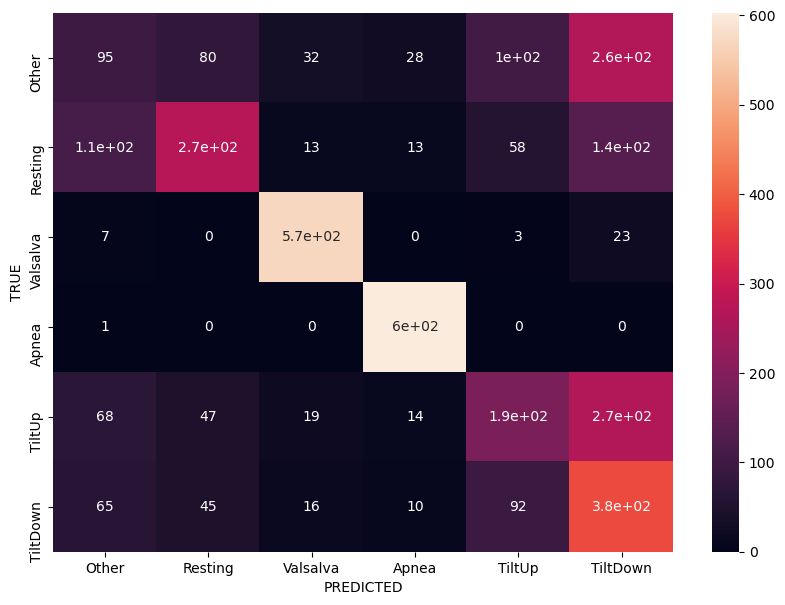 Other 95 80 32 28 1e+02 2.6e+02
Resting 1.1e+02 2.7e+02 13 13 58 1.4e+02
Valsalva 7 0 5.7e+02 0 3 23
Apnea 1 0 0 6e+02 0 0
TiltUp 68 47 19 14 1.9e+02 2.7e+02
TiltDown 65 45 16 10 92 3.8e+02
Other Resting Valsalva Apnea TiltUp TiltDown
PREDICTED
TRUE
600
500
400
300
200
100
0